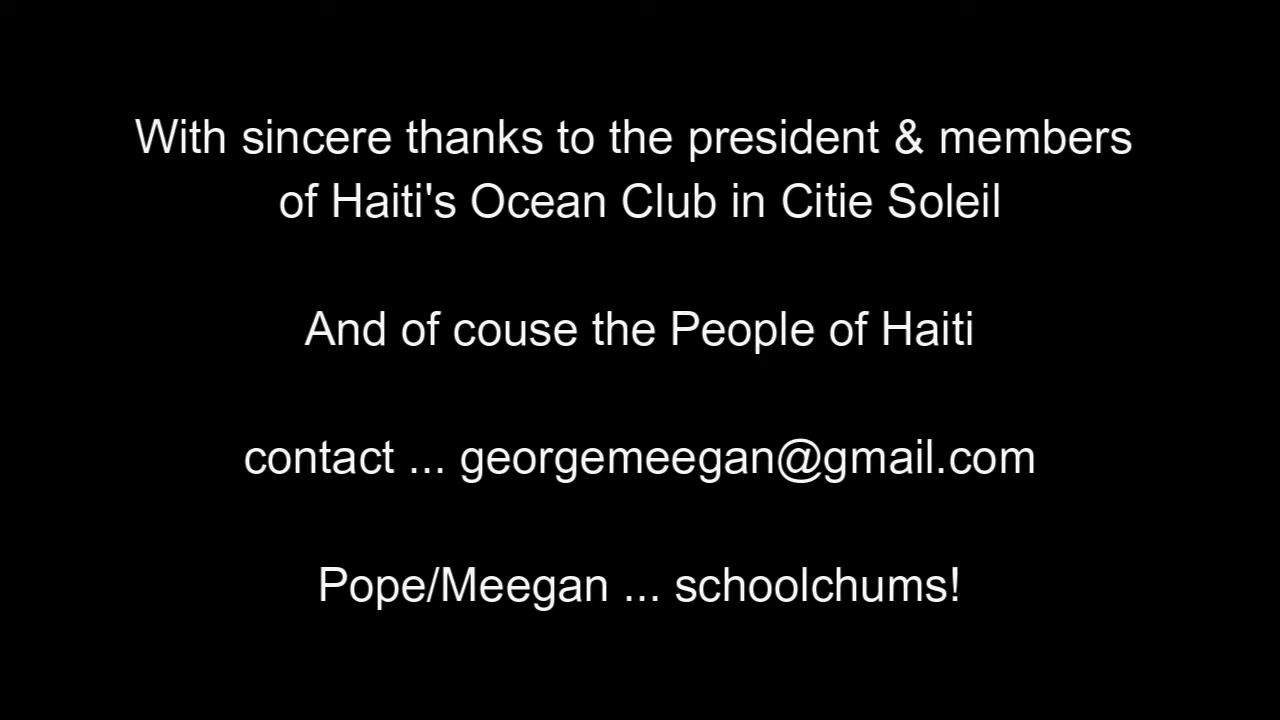 With sincere thanks to the president & members
of Haiti's Ocean Club in Citie Soleil
And of couse the People of Haiti
contact ... georgemeegan@gmail.com
Pope/Meegan ... schoolchums!